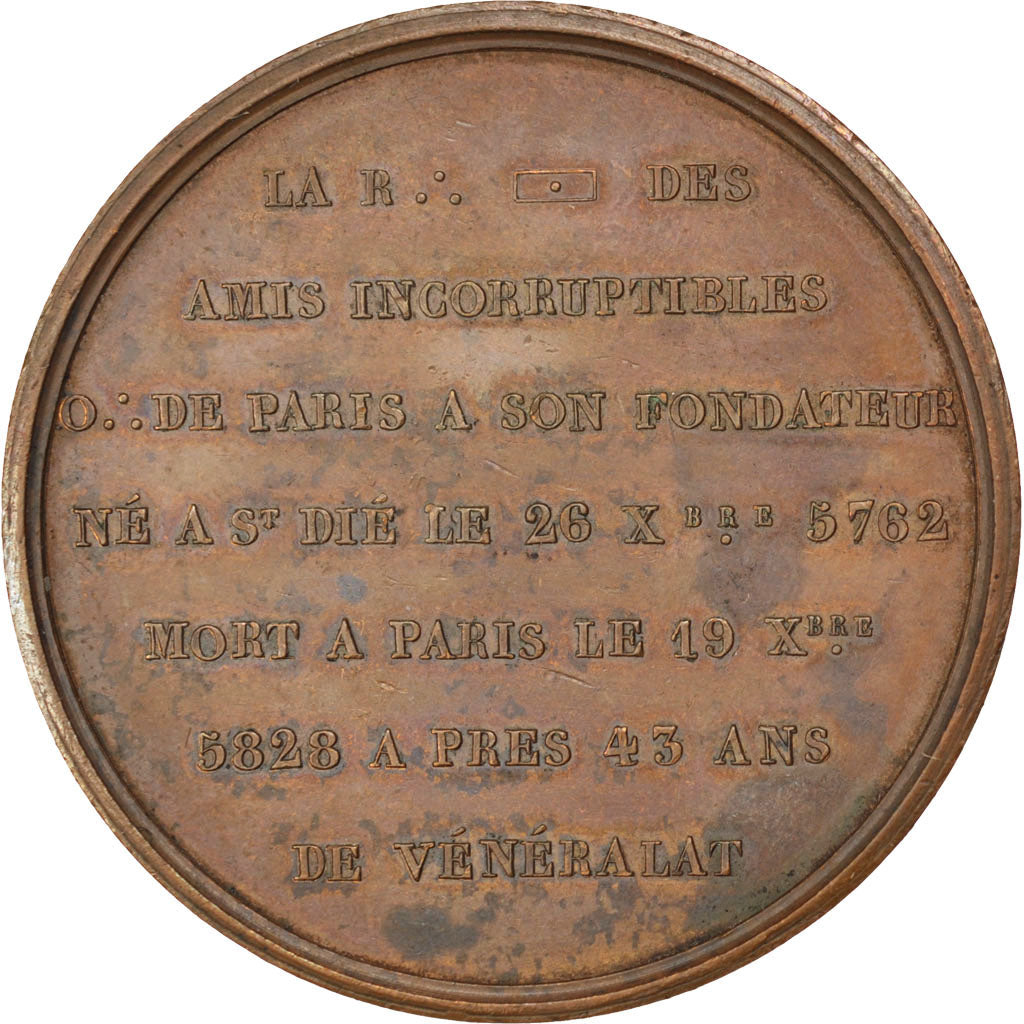 LA R∴ ▭ DES
AMIS INCORRUPTIBLES
O∴ DE PARIS A SON FONDATEUR
NÉ A ST DIÉ LE 26 XBRE 5762
MORT A PARIS LE 19 XBRE
5828 A PRES 43 ANS
DE VÉNÉRALAT